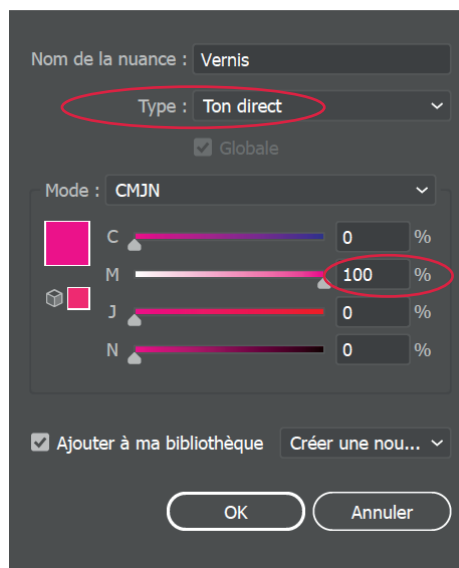 Nom de la nuance : Vernis
Type : Ton direct
Globale
Mode : CMJN
C 0 %
M 100 %
J 0 %
N 0 %
Ajouter à ma bibliothèque Créer une nou...
OK Annuler